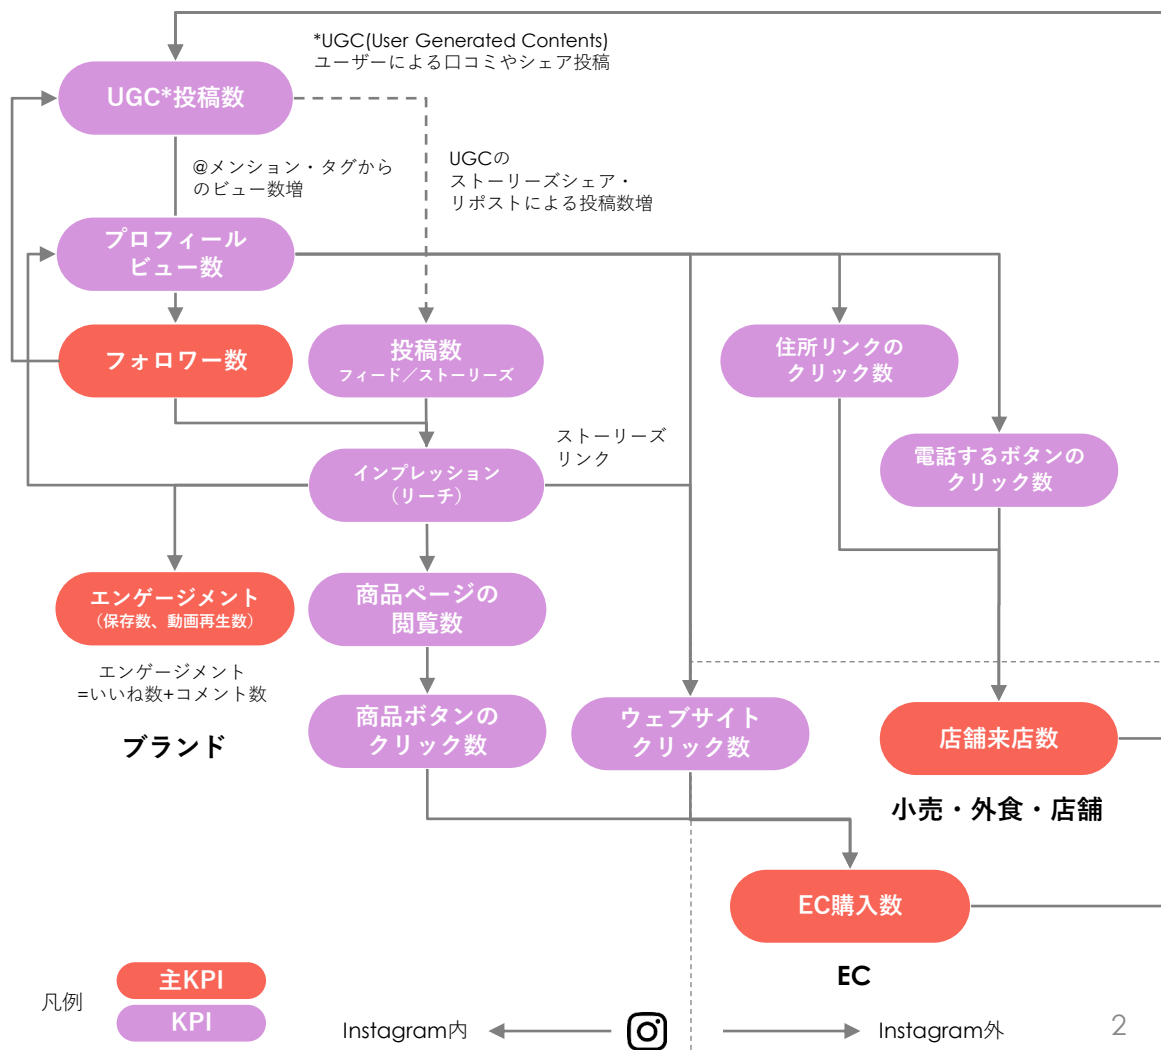 *UGC(User Generated Contents)
ユーザーによる口コミやシェア投稿
UGC*投稿数
@メンション・タグから
のビュー数増
UGCの
ストーリーズシェア・
リポストによる投稿数増
プロフィール
ビュー数
フォロワー数
投稿数
フィード／ストーリーズ
住所リンクの
クリック数
ストーリーズ
リンク
電話するボタンの
クリック数
インプレッション
（リーチ）
エンゲージメント
（保存数、動画再生数）
商品ページの
閲覧数
エンゲージメント
=いいね数+コメント数
ブランド
商品ボタンの
クリック数
ウェブサイト
クリック数
店舗来店数
小売・外食・店舗
EC購入数
EC
凡例
主KPI
KPI
Instagram内
Instagram外
2